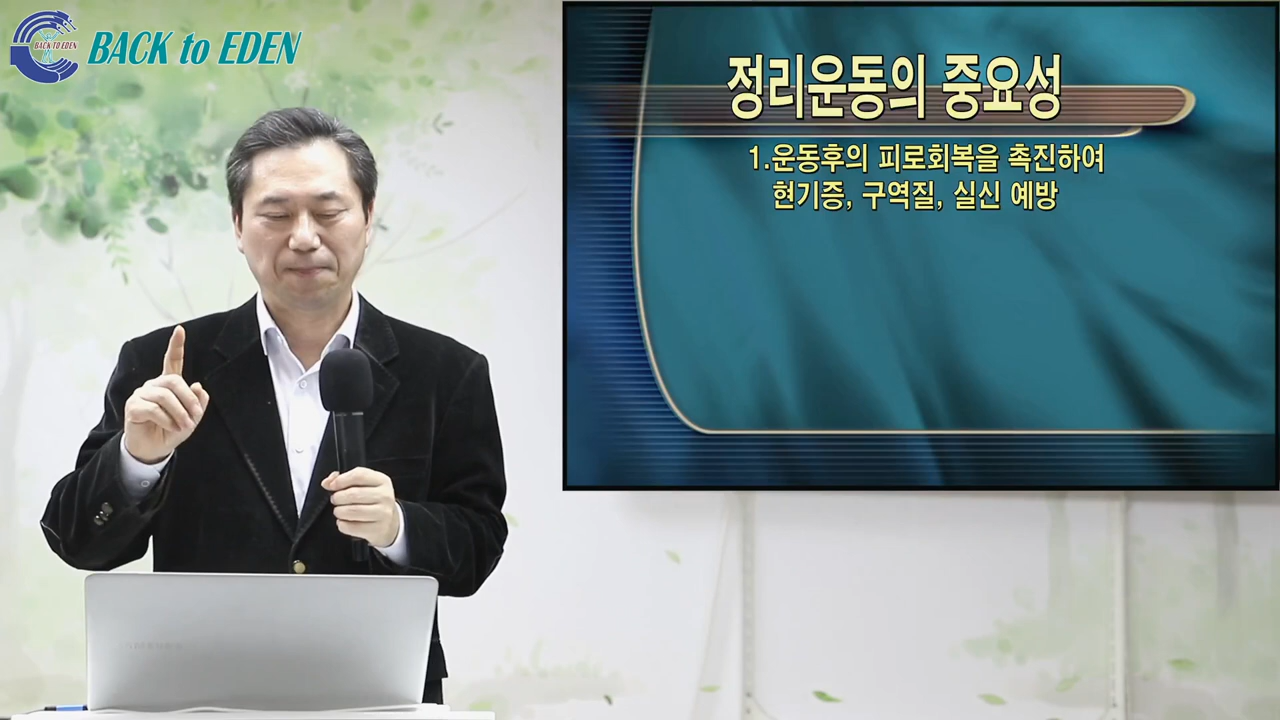 BACK TO EDEN
BACK to EDEN
정리운동의 중요성
1.운동후의 피로회복을 촉진하여
현기증, 구역질, 실신 예방